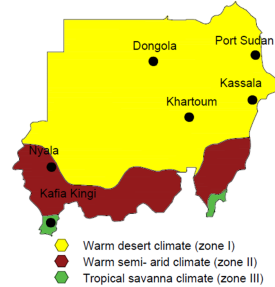 Port Sudan
Dongola
Kassala
Khartoum
Nyala
Kafia Kingi
Warm desert climate (zone I)
Warm semi- arid climate (zone II)
Tropical savanna climate (zone III)